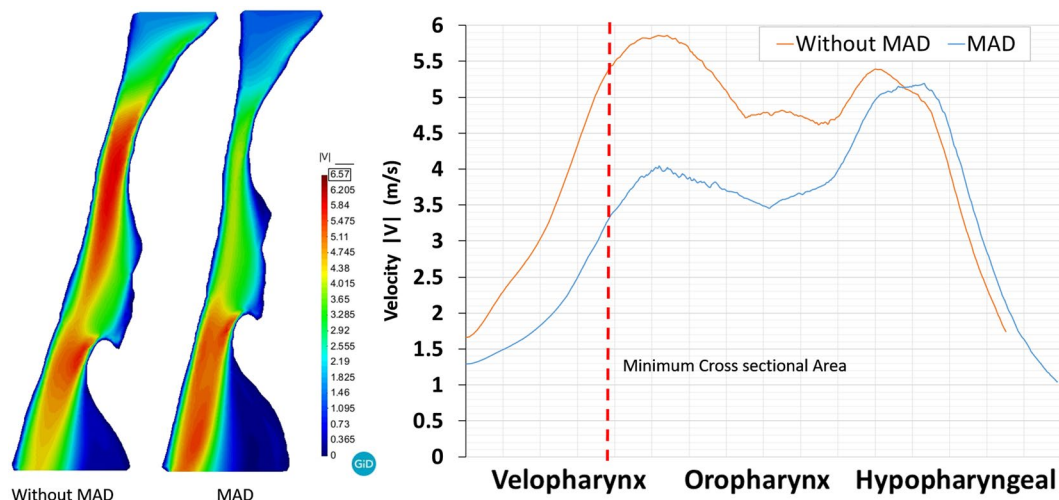 |V|
6.57
6.205
5.84
5.475
5.11
4.745
4.38
4.015
3.65
3.285
2.92
2.555
2.19
1.825
1.46
1.095
0.73
0.365
0
GiD
Without MAD
MAD
Velocity |V| (m/s)
6
5.5
5
4.5
4
3.5
3
2.5
2
1.5
1
0.5
0
Without MAD
MAD
Minimum Cross sectional Area
Velopharynx
Oropharynx
Hypopharyngeal